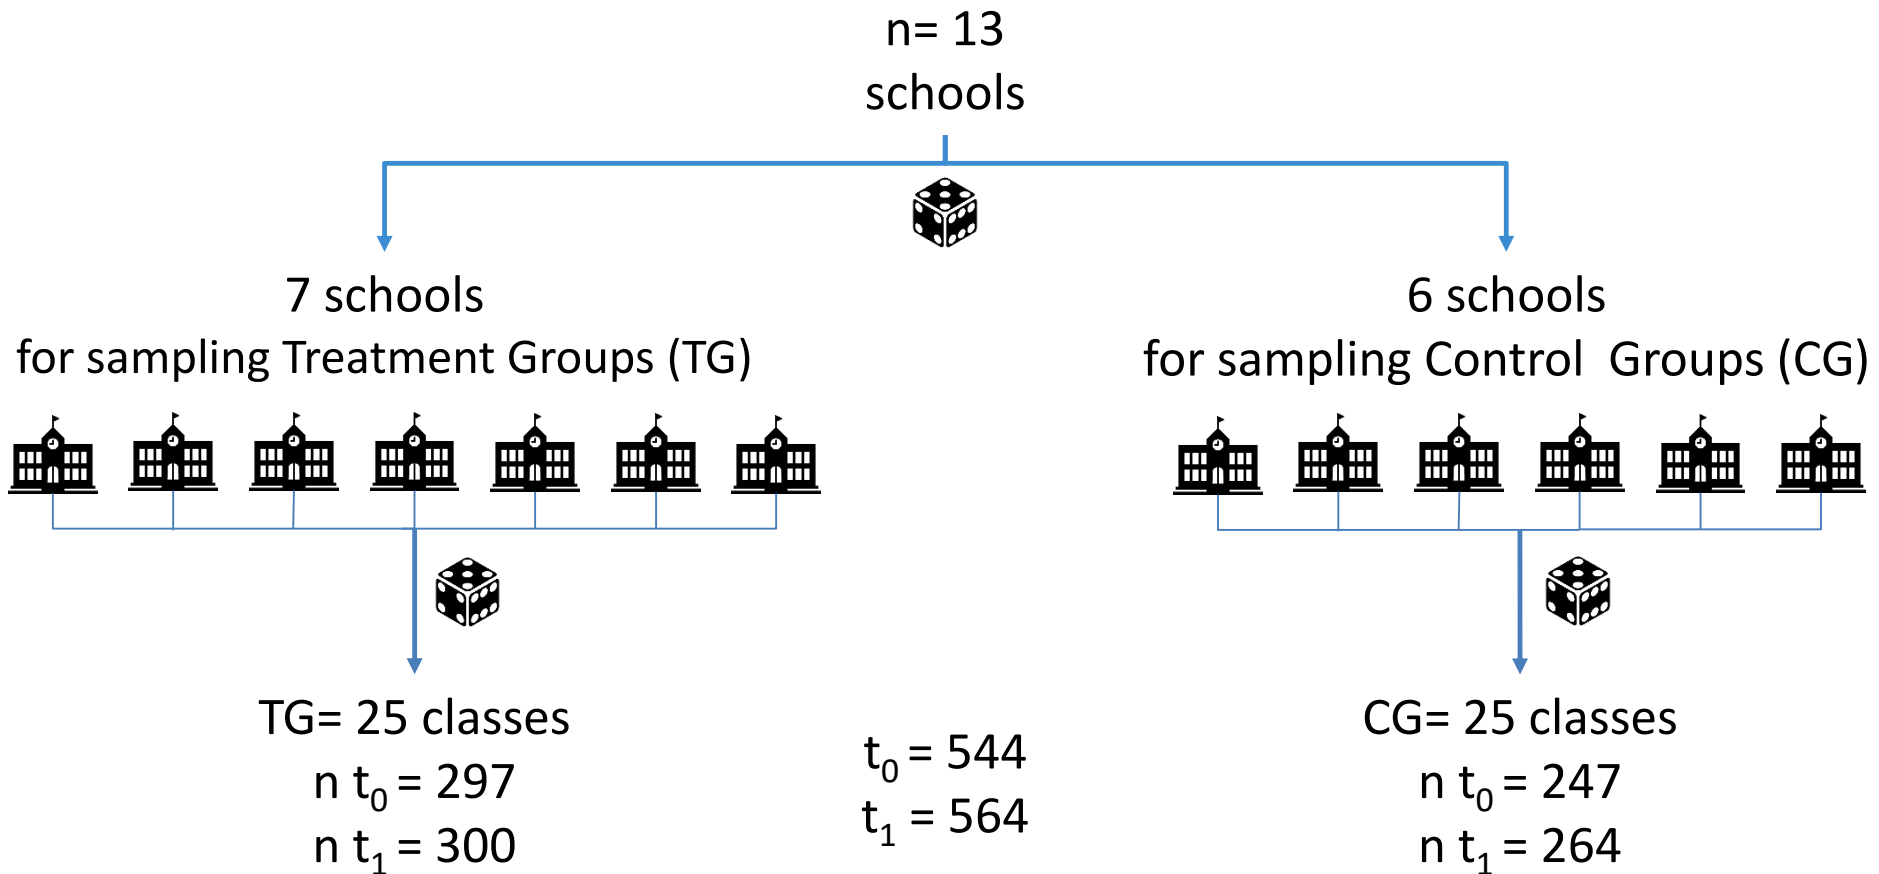 n= 13
schools
7 schools
for sampling Treatment Groups (TG)
6 schools
for sampling Control  Groups (CG)
TG= 25 classes
n t₀ = 297
n t₁ = 300
t₀ = 544
t₁ = 564
CG= 25 classes
n t₀ = 247
n t₁ = 264